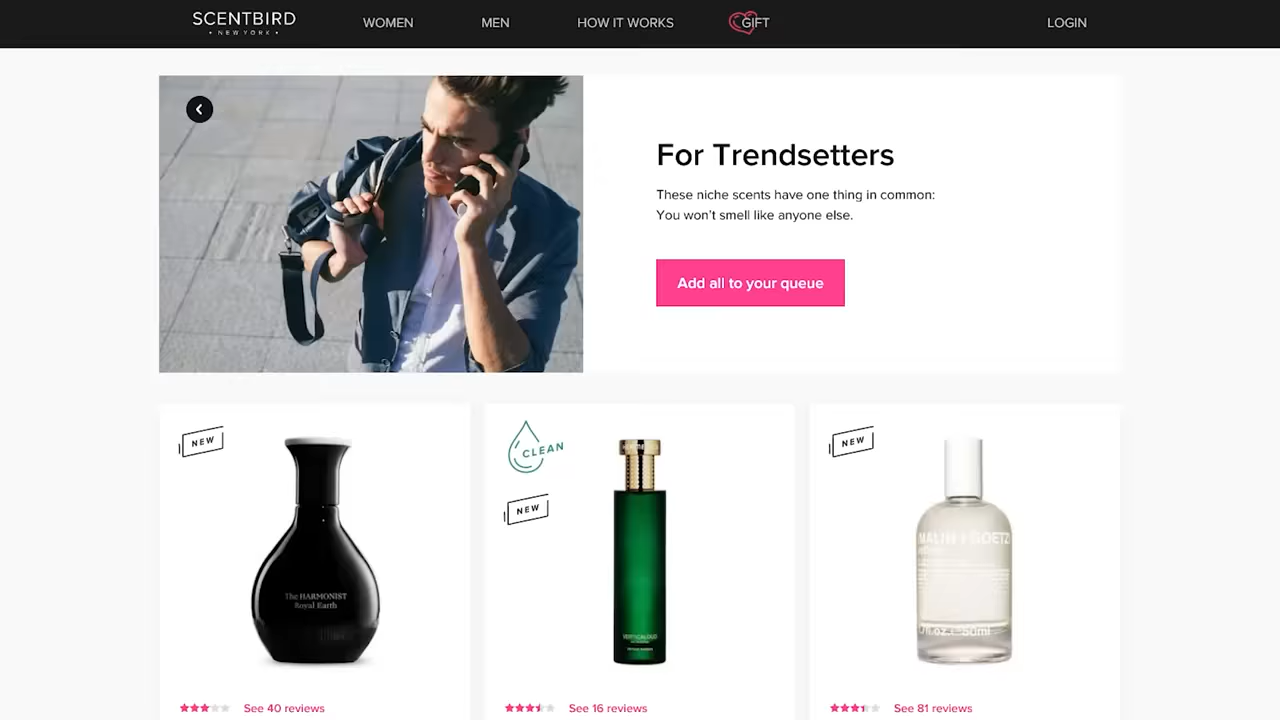 SCENTBIRD
• NEW YORK •
WOMEN
MEN
HOW IT WORKS
GIFT
LOGIN
For Trendsetters
These niche scents have one thing in common:
You won't smell like anyone else.
Add all to your queue
NEW
CLEAN
NEW
NEW
The HARMONIST
Royal Earth
VERTICALOUD
MALIN+GOETZ
50ml
See 40 reviews
See 16 reviews
See 81 reviews